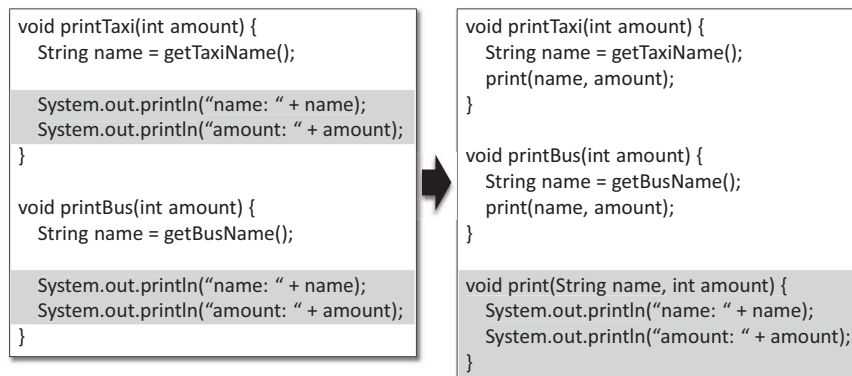 void printTaxi(int amount) {
String name = getTaxiName();
System.out.println(“name: “ + name);
System.out.println(“amount: “ + amount);
}
void printBus(int amount) {
String name = getBusName();
System.out.println(“name: “ + name);
System.out.println(“amount: “ + amount);
}
void printTaxi(int amount) {
String name = getTaxiName();
print(name, amount);
}
void printBus(int amount) {
String name = getBusName();
print(name, amount);
}
void print(String name, int amount) {
System.out.println(“name: “ + name);
System.out.println(“amount: “ + amount);
}